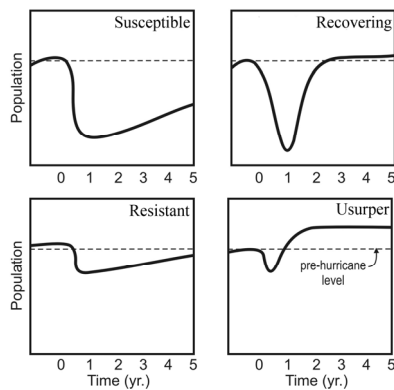 Susceptible
Recovering
Population
0 1 2 3 4 5
0 1 2 3 4 5
Resistant
Usurper
Population
pre-hurricane
level
0 1 2 3 4 5
0 1 2 3 4 5
Time (yr.)
Time (yr.)